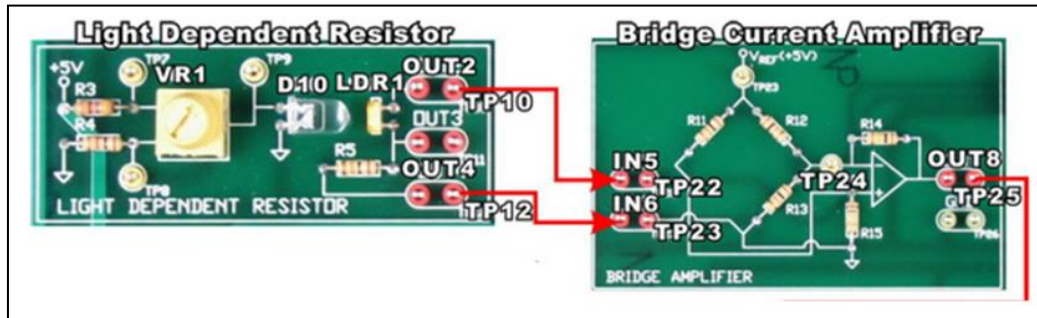 Light Dependent Resistor
Bridge Current Amplifier
+5V
TP7
VR1
TP9
R3
R4
TP8
D10
LDR1
OUT2
TP10
OUT3
R5
OUT4
TP12
LIGHT DEPENDENT RESISTOR
VREF(+5V)
TP23
R11
R12
R14
IN5
TP22
IN6
TP23
TP24
R13
R15
OUT8
TP25
TP26
BRIDGE AMPLIFIER